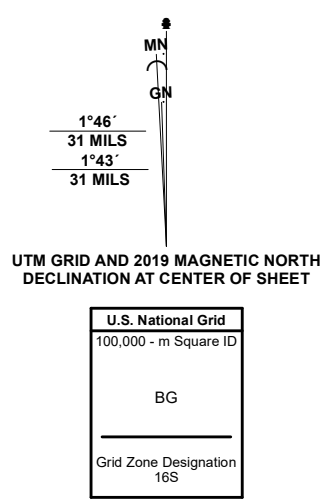 MN
GN
1°46´
31 MILS
1°43´
31 MILS
UTM GRID AND 2019 MAGNETIC NORTH
DECLINATION AT CENTER OF SHEET
U.S. National Grid
100,000 - m Square ID
BG
Grid Zone Designation
16S